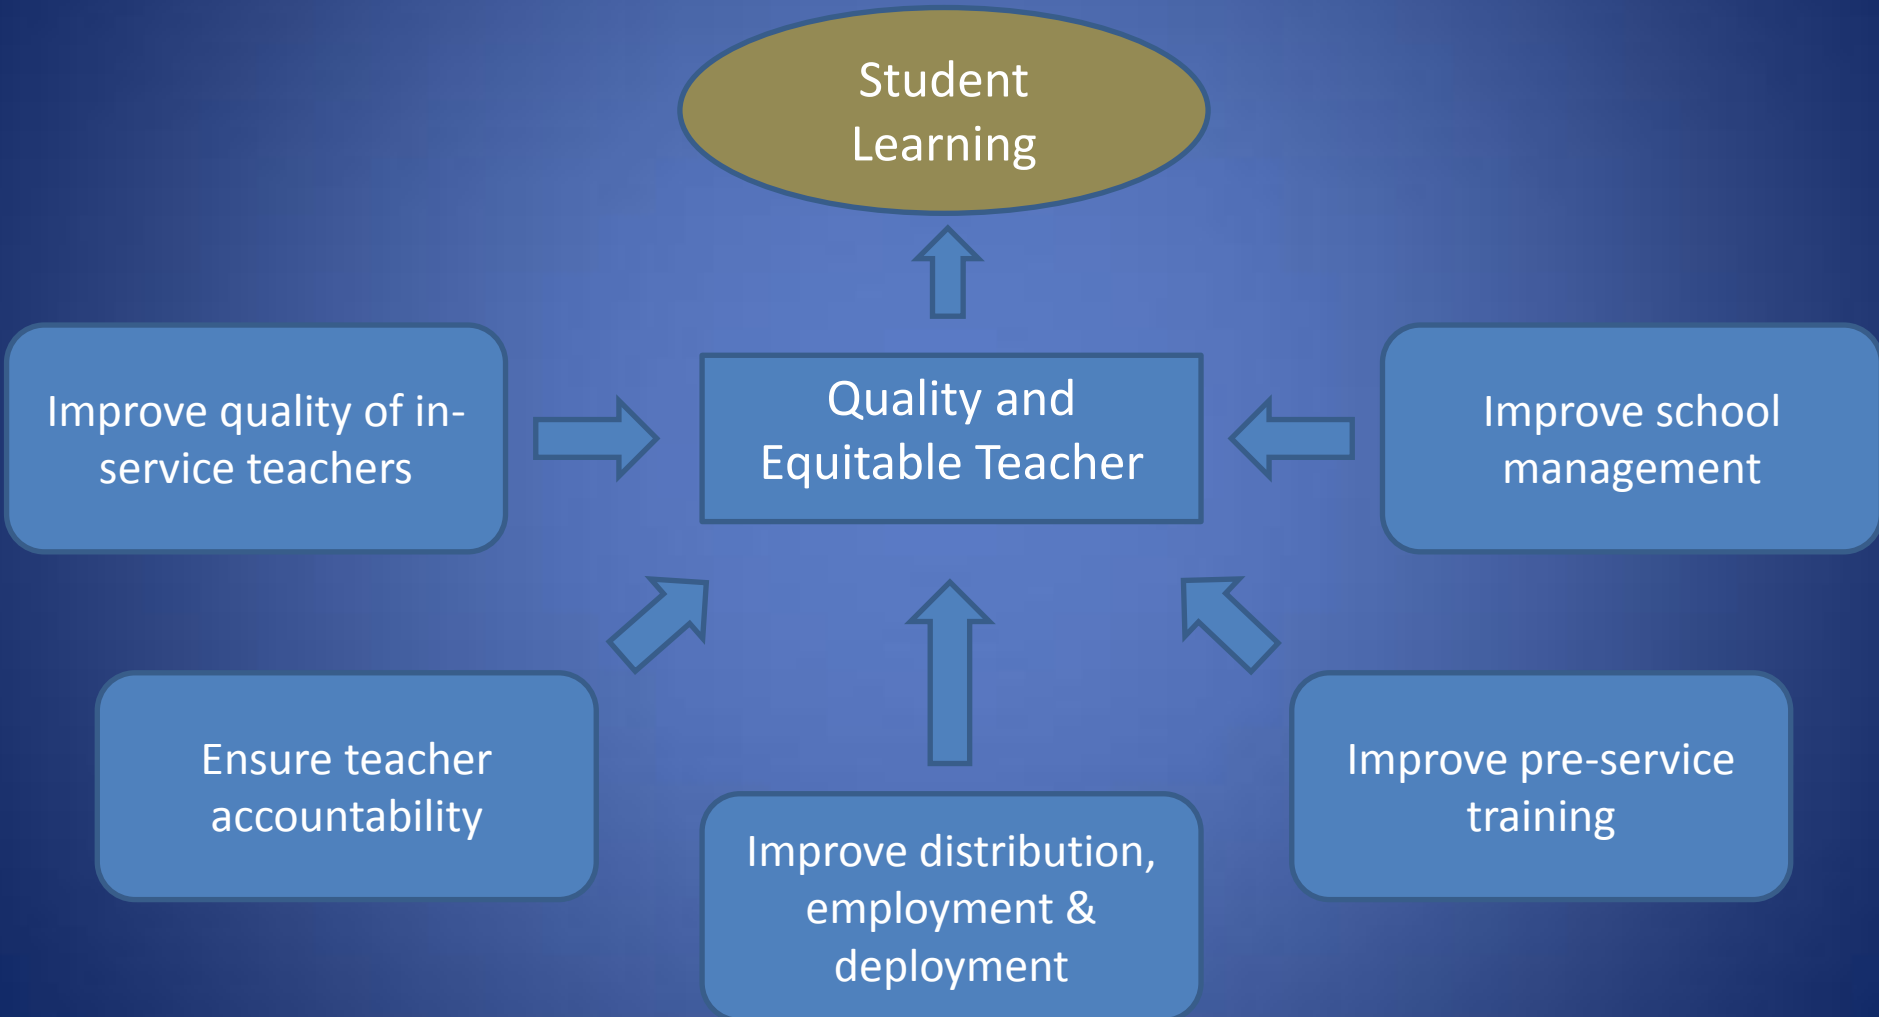 Student
Learning
Improve quality of in-
service teachers
Quality and
Equitable Teacher
Improve school
management
Ensure teacher
accountability
Improve distribution,
employment &
deployment
Improve pre-service
training